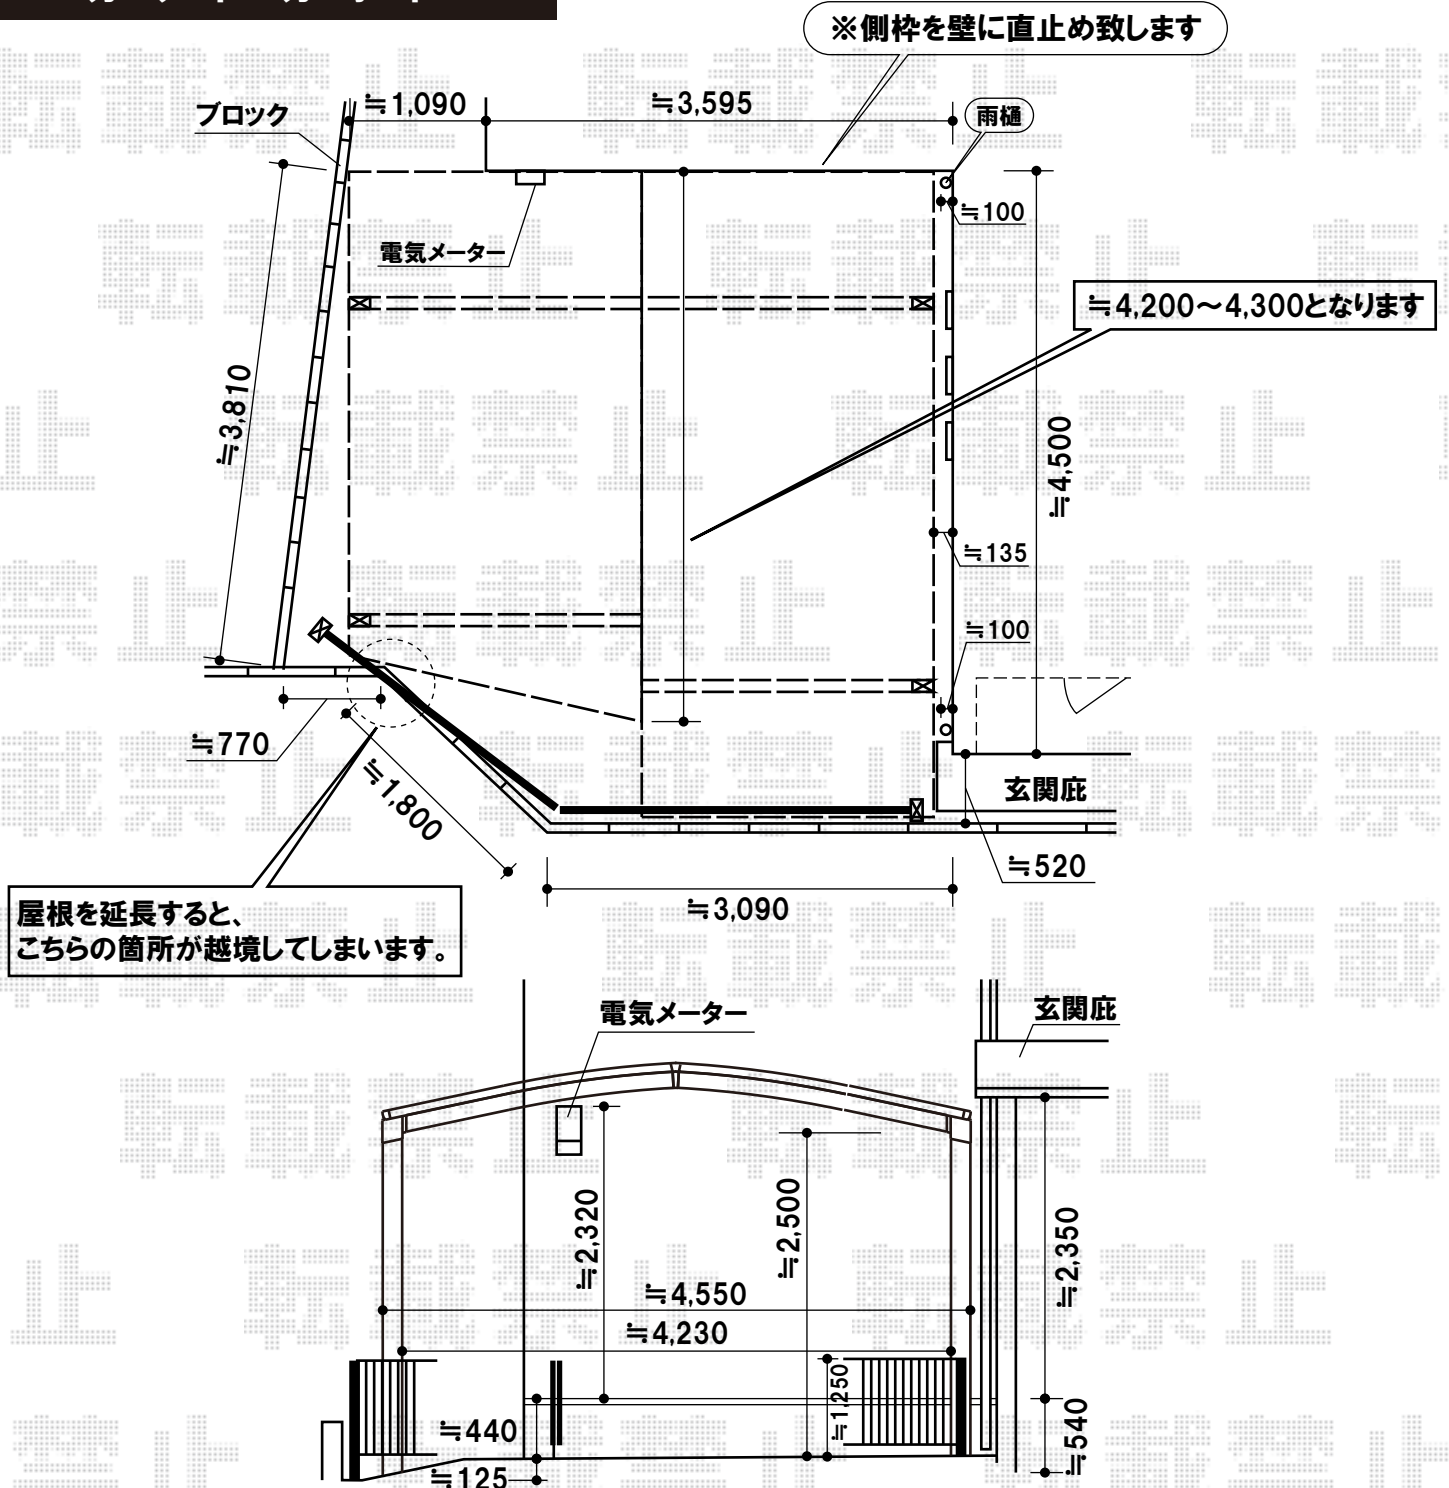 ※側枠を壁に直止め致します
ブロック
≒1,090
≒3,595
雨樋
≒100
電気メーター
≒4,200～4,300となります
≒3,810
≒4,500
≒135
≒100
≒770
≒1,800
玄関庇
≒520
≒3,090
屋根を延長すると、
こちらの箇所が越境してしまいます。
電気メーター
玄関庇
≒2,320
≒2,500
≒2,350
≒4,550
≒4,230
≒1,250
≒440
≒540
≒125
転載禁止